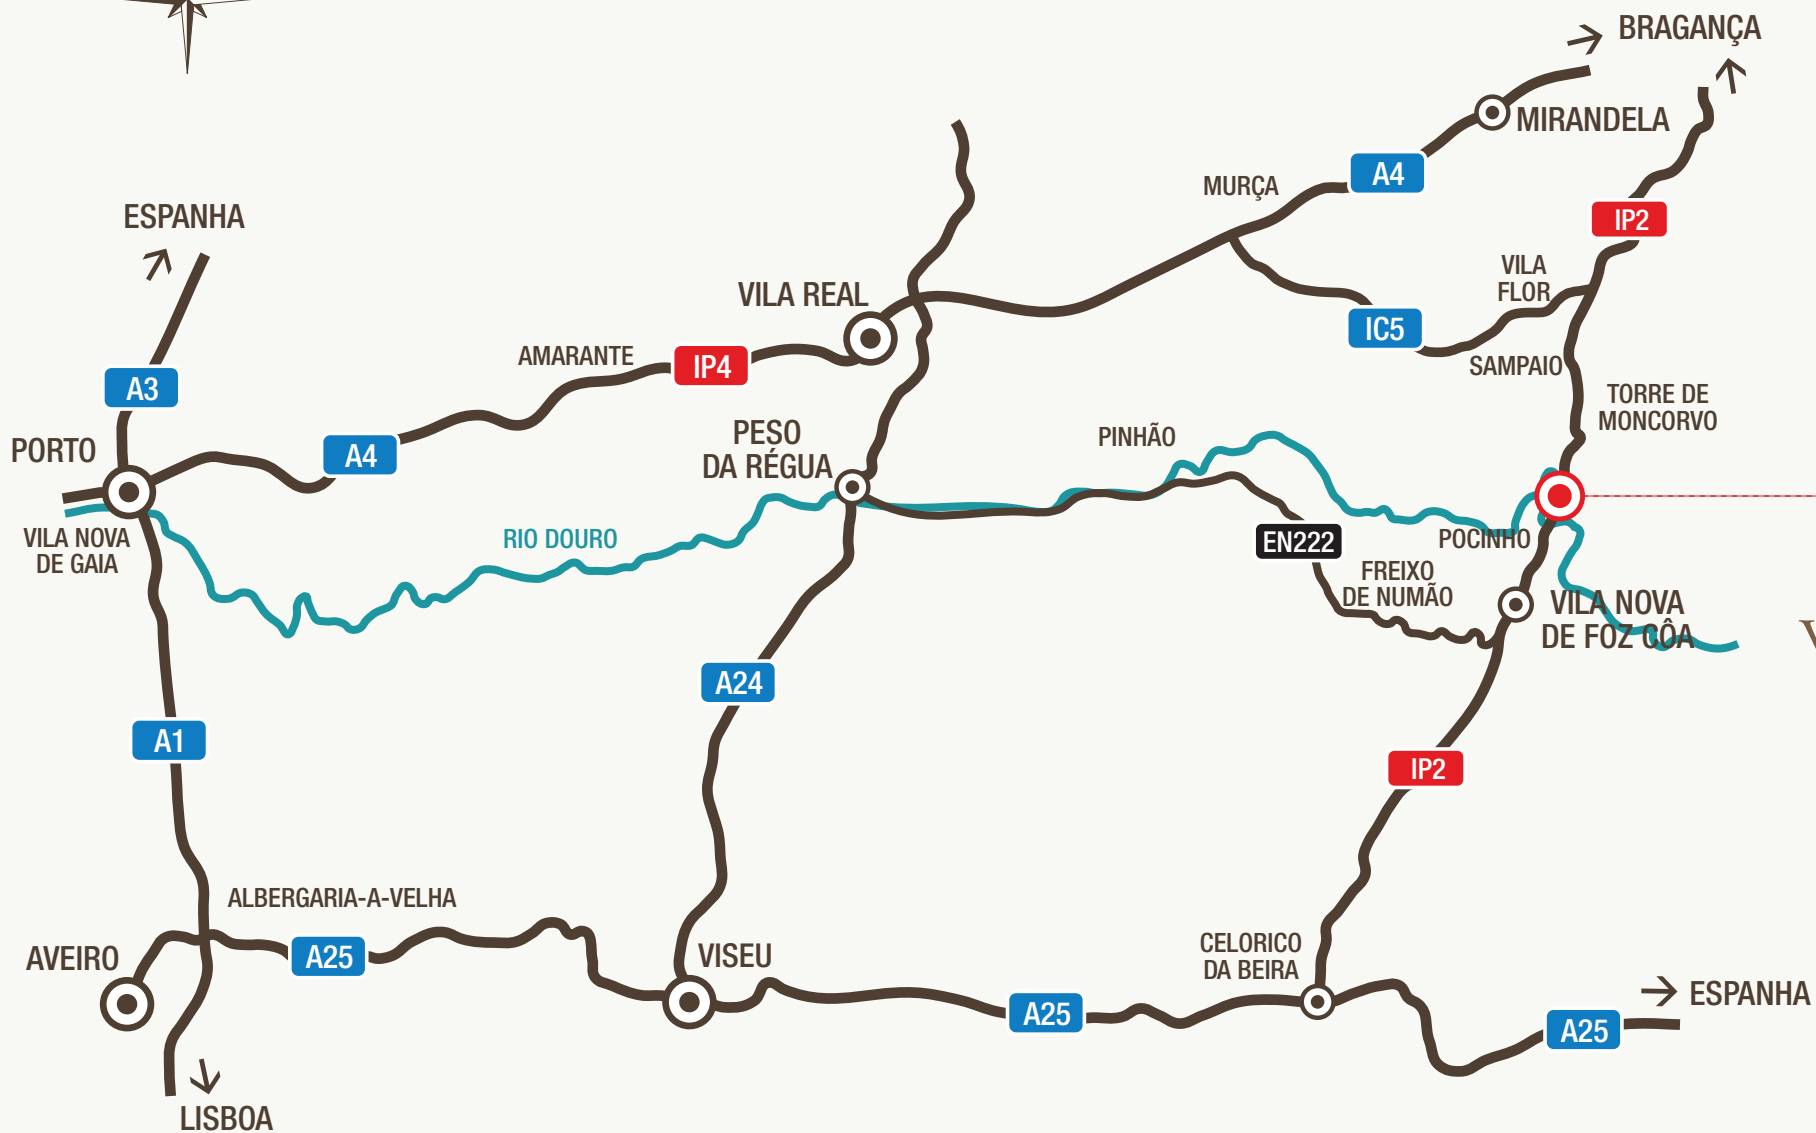 BRAGANÇA
MIRANDELA
A4
MURÇA
IP2
ESPANHA
VILA
FLOR
VILA REAL
IC5
AMARANTE
IP4
SAMPAIO
A3
TORRE DE
MONCORVO
PORTO
A4
PESO
DA RÉGUA
PINHÃO
VILA NOVA
DE GAIA
RIO DOURO
EN222
POCINHO
FREIXO
DE NUMÃO
VILA NOVA
DE FOZ CÔA
A24
A1
IP2
ALBERGARIA-A-VELHA
AVEIRO
A25
VISEU
CELORICO
DA BEIRA
A25
ESPANHA
A25
LISBOA